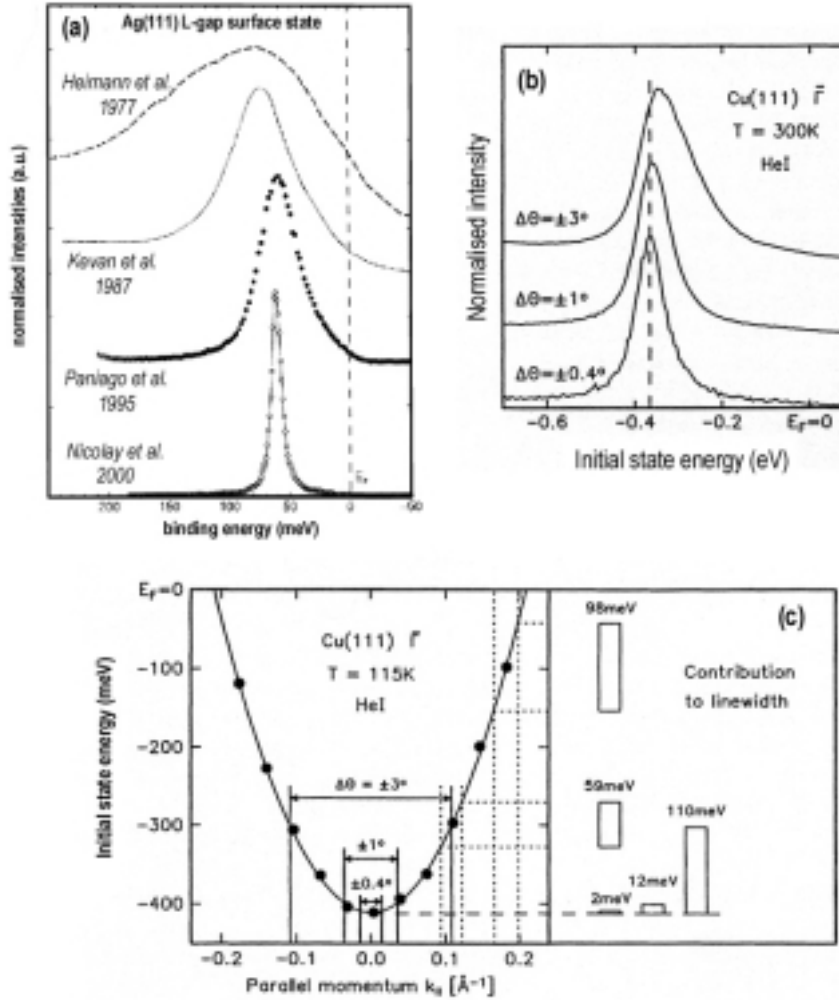 (a) Ag(111) L-gap surface state
Heimann et al.
1977
Kevan et al.
1987
Paniago et al.
1995
Nicolay et al.
2000
normalised intensities (a.u.)
E_F
200 150 100 50 0 -50
binding energy (meV)
(b)
Cu(111) Γ̄
T = 300K
HeI
Δθ=±3°
Δθ=±1°
Δθ=±0.4°
Normalised intensity
-0.6 -0.4 -0.2 E_F=0
Initial state energy (eV)
(c)
E_F=0
-100
-200
-300
-400
Initial state energy (meV)
Cu(111) Γ̄
T = 115K
HeI
Δθ = ±3°
±1°
±0.4°
-0.2 -0.1 0.0 0.1 0.2
Parallel momentum k_∥ [Å⁻¹]
98meV
Contribution
to linewidth
59meV
110meV
12meV
2meV